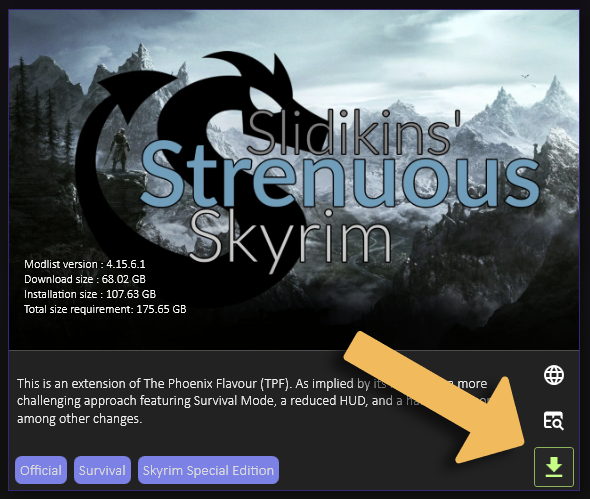 Slidikins'
Strenuous
Skyrim
Modlist version : 4.15.6.1
Download size : 68.02 GB
Installation size : 107.63 GB
Total size requirement: 175.65 GB
This is an extension of The Phoenix Flavour (TPF). As implied by its more
challenging approach featuring Survival Mode, a reduced HUD, and a
among other changes.
Official
Survival
Skyrim Special Edition